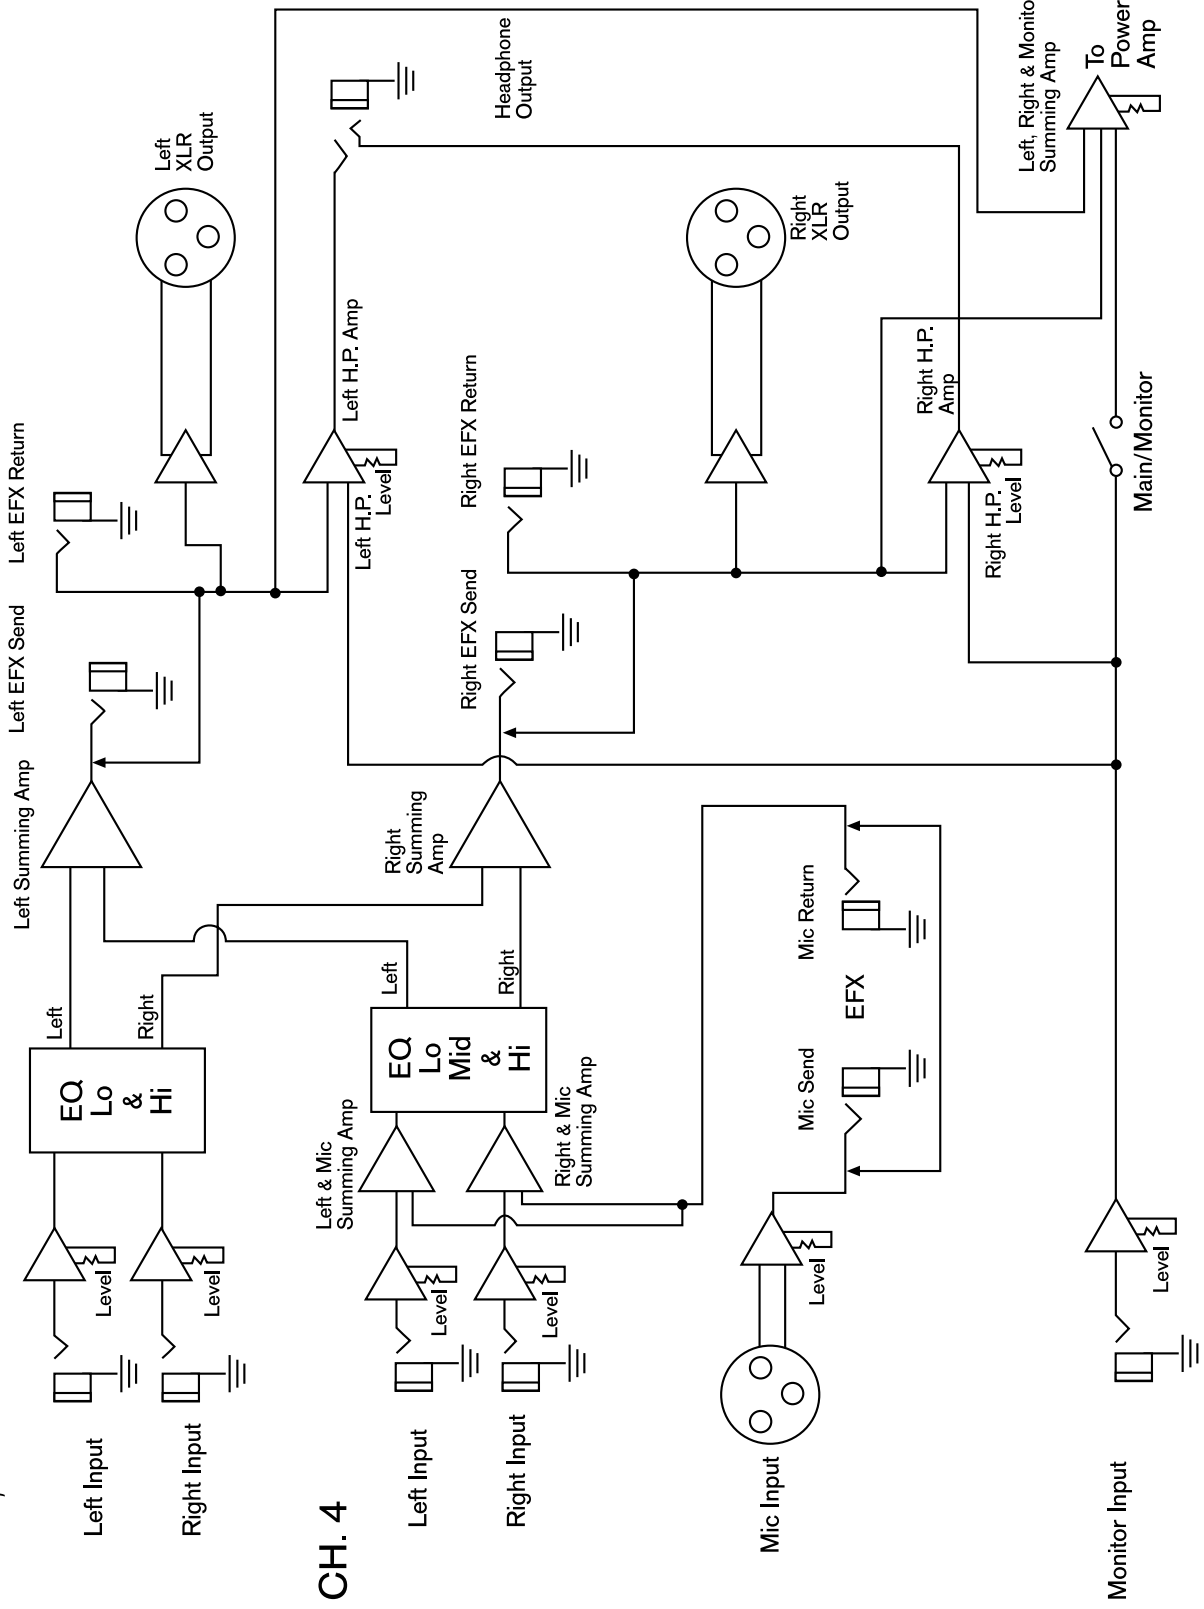 Left Input
Right Input
CH. 4
Left Input
Right Input
Mic Input
Monitor Input
Level
Level
Level
Level
Level
Level
EQ
Lo
&
Hi
Left
Right
Left & Mic
Summing Amp
Right & Mic
Summing Amp
EQ
Lo
Mid
&
Hi
Left
Right
Mic Send
EFX
Mic Return
Left Summing Amp
Right
Summing
Amp
Left EFX Send
Left EFX Return
Right EFX Send
Right EFX Return
Left H.P.
Level
Left H.P. Amp
Right H.P.
Level
Right H.P.
Amp
Main/Monitor
Left
XLR
Output
Right
XLR
Output
Headphone
Output
Left, Right & Monito
Summing Amp
To
Power
Amp